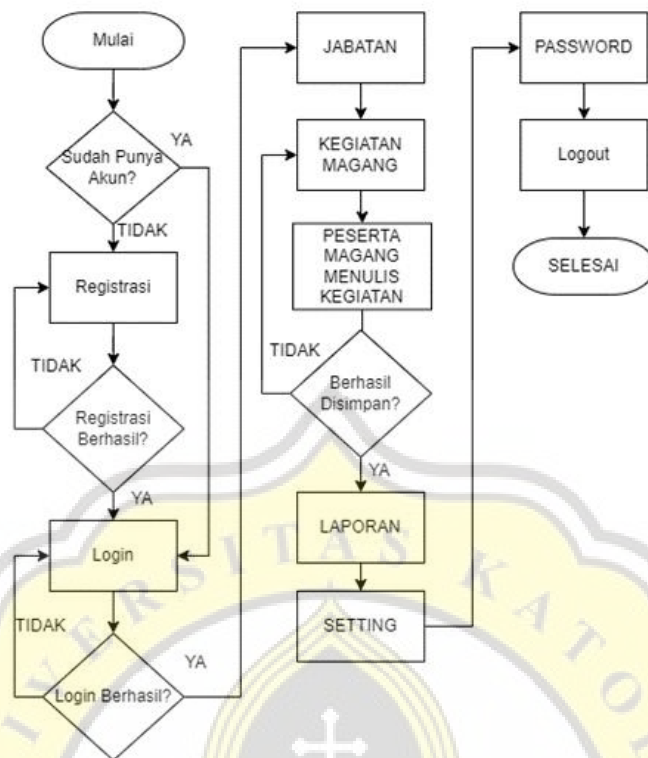 Mulai
Sudah Punya
Akun?
YA
TIDAK
Registrasi
TIDAK
Registrasi
Berhasil?
YA
Login
TIDAK
YA
Login Berhasil?
JABATAN
KEGIATAN
MAGANG
PESERTA
MAGANG
MENULIS
KEGIATAN
TIDAK
Berhasil
Disimpan?
YA
LAPORAN
SETTING
PASSWORD
Logout
SELESAI